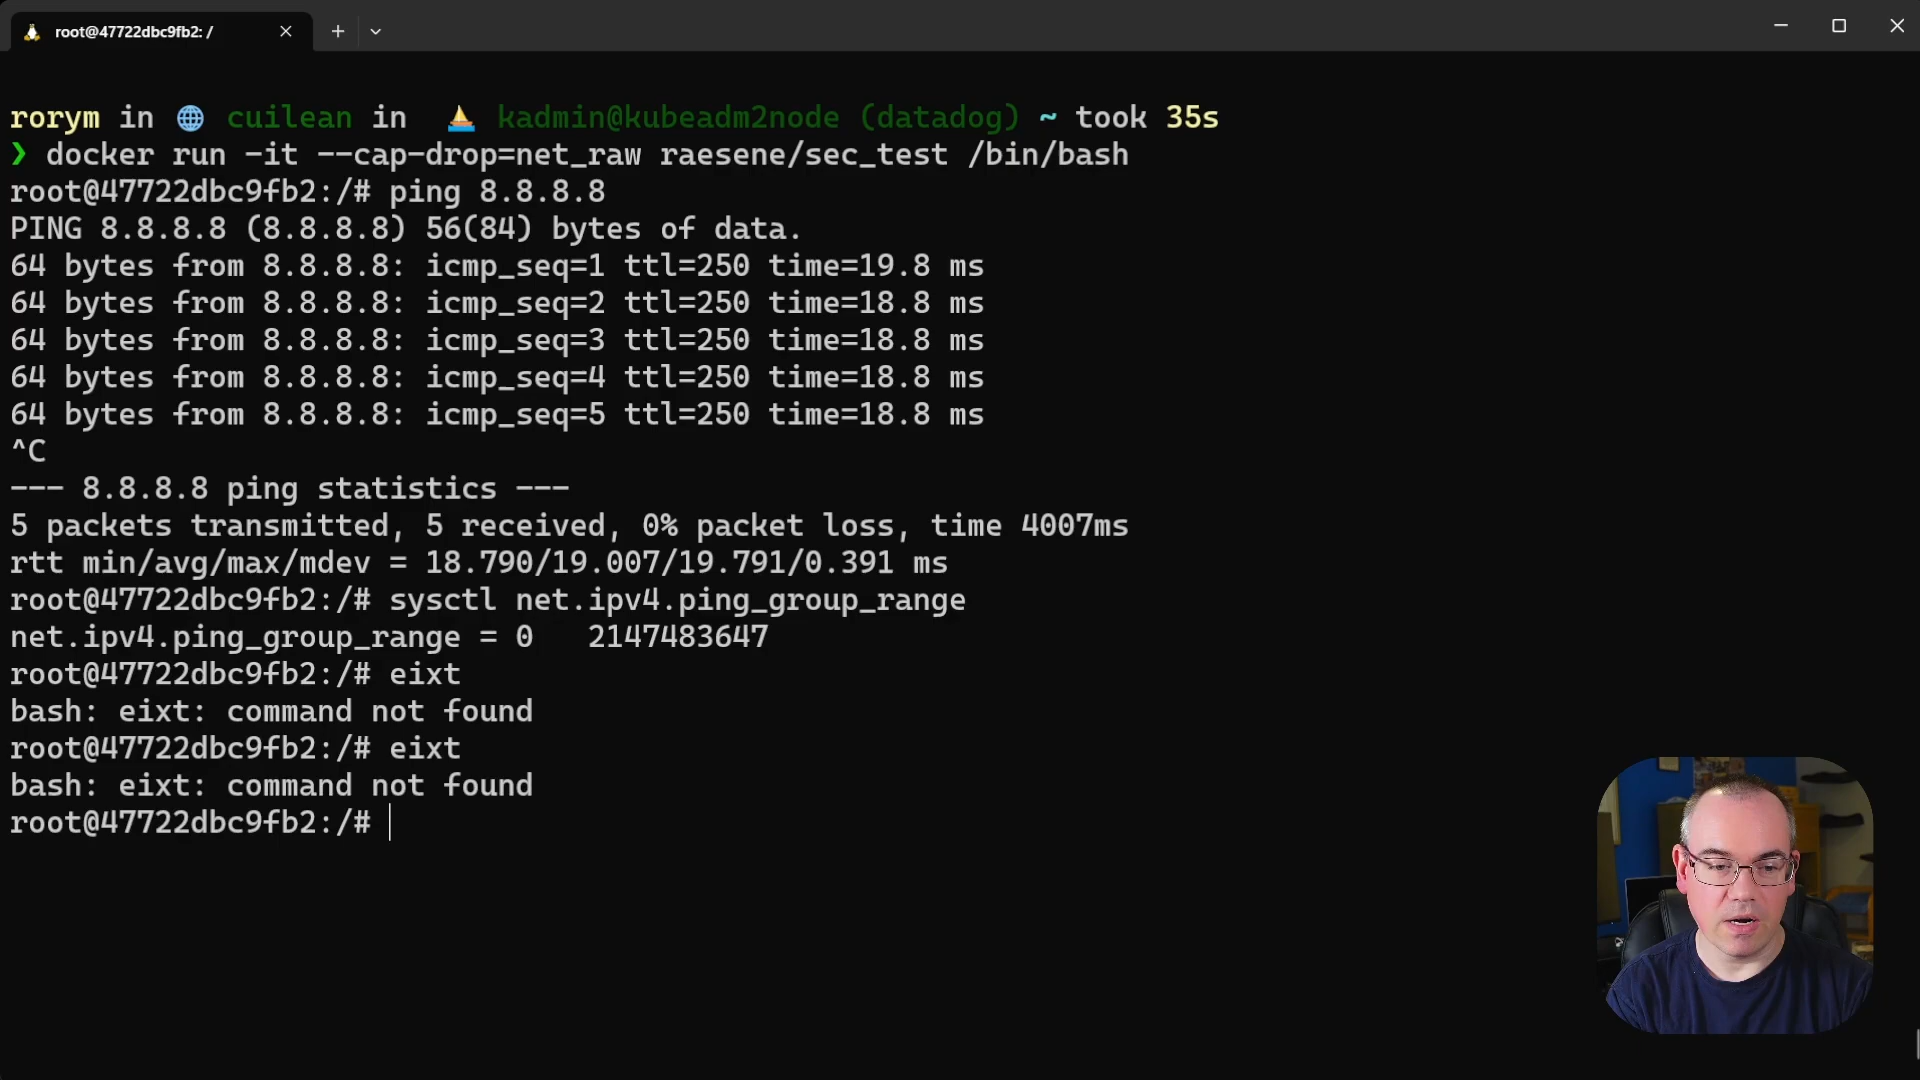 root@47722dbc9fb2: /
rorym in cuilean in kadmin@kubeadm2node (datadog) ~ took 35s
❯ docker run -it --cap-drop=net_raw raesene/sec_test /bin/bash
root@47722dbc9fb2:/# ping 8.8.8.8
PING 8.8.8.8 (8.8.8.8) 56(84) bytes of data.
64 bytes from 8.8.8.8: icmp_seq=1 ttl=250 time=19.8 ms
64 bytes from 8.8.8.8: icmp_seq=2 ttl=250 time=18.8 ms
64 bytes from 8.8.8.8: icmp_seq=3 ttl=250 time=18.8 ms
64 bytes from 8.8.8.8: icmp_seq=4 ttl=250 time=18.8 ms
64 bytes from 8.8.8.8: icmp_seq=5 ttl=250 time=18.8 ms
^C
--- 8.8.8.8 ping statistics ---
5 packets transmitted, 5 received, 0% packet loss, time 4007ms
rtt min/avg/max/mdev = 18.790/19.007/19.791/0.391 ms
root@47722dbc9fb2:/# sysctl net.ipv4.ping_group_range
net.ipv4.ping_group_range = 0   2147483647
root@47722dbc9fb2:/# eixt
bash: eixt: command not found
root@47722dbc9fb2:/# eixt
bash: eixt: command not found
root@47722dbc9fb2:/#